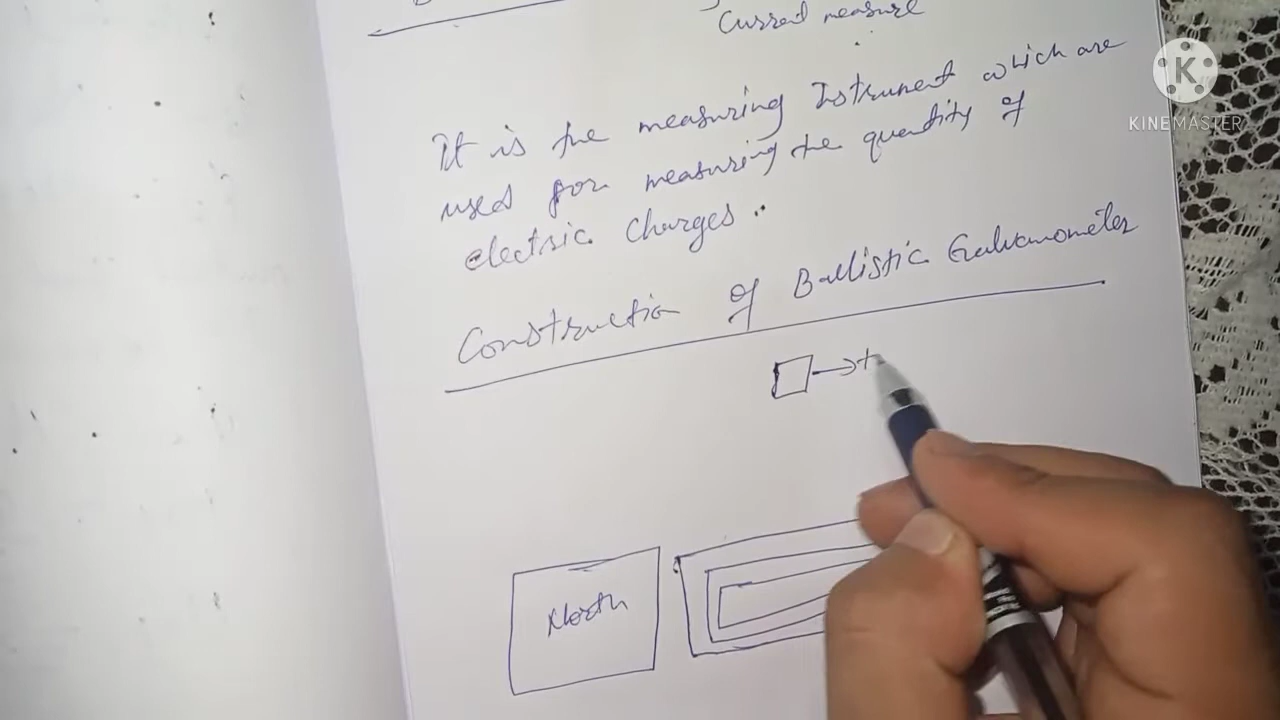 Current measure
It is the measuring Instrument which are
used for measuring the quantity of
electric charges.
Construction of Ballistic Galvanometer
North
KINEMASTER